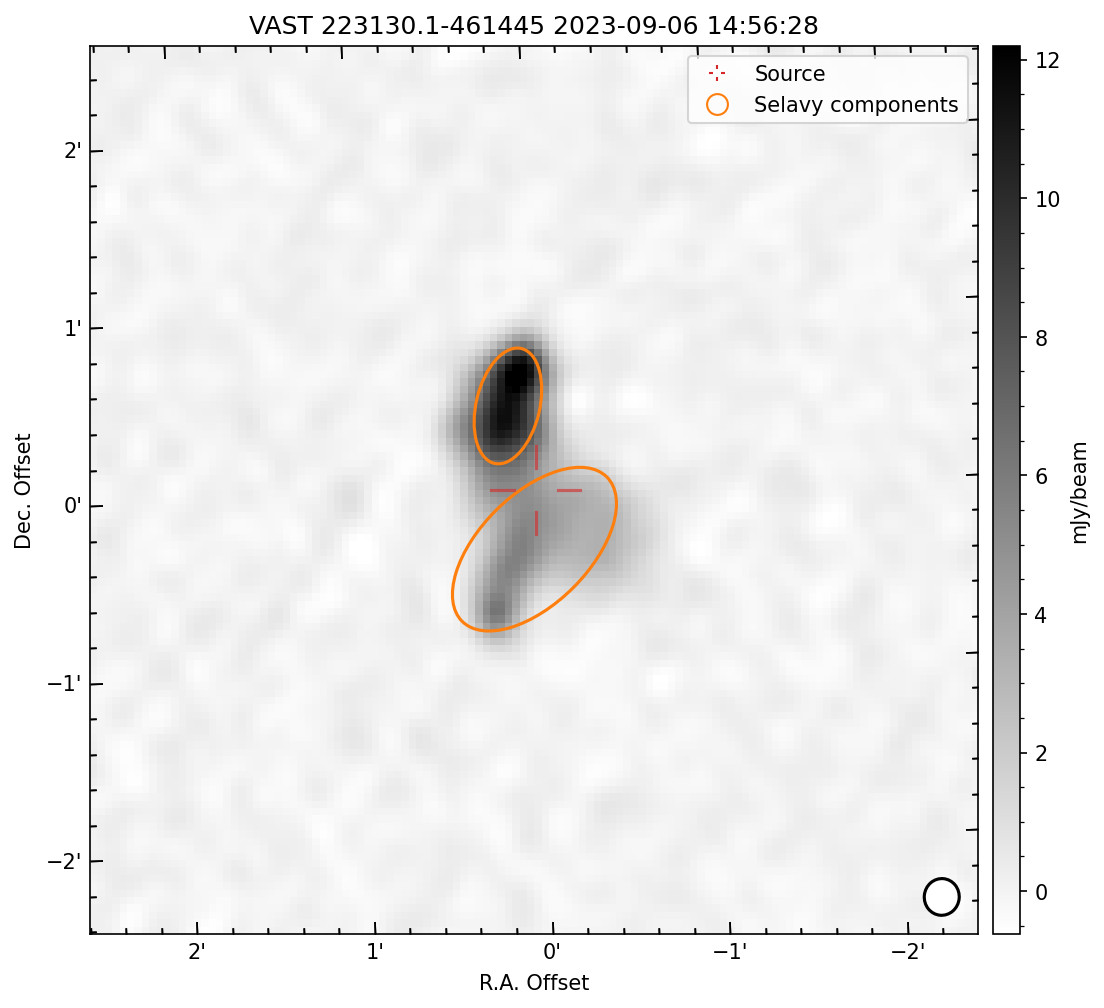 VAST 223130.1-461445 2023-09-06 14:56:28
Source
Selavy components
2'
1'
0'
−1'
−2'
Dec. Offset
2'
1'
0'
−1'
−2'
R.A. Offset
12
10
8
6
4
2
0
mJy/beam